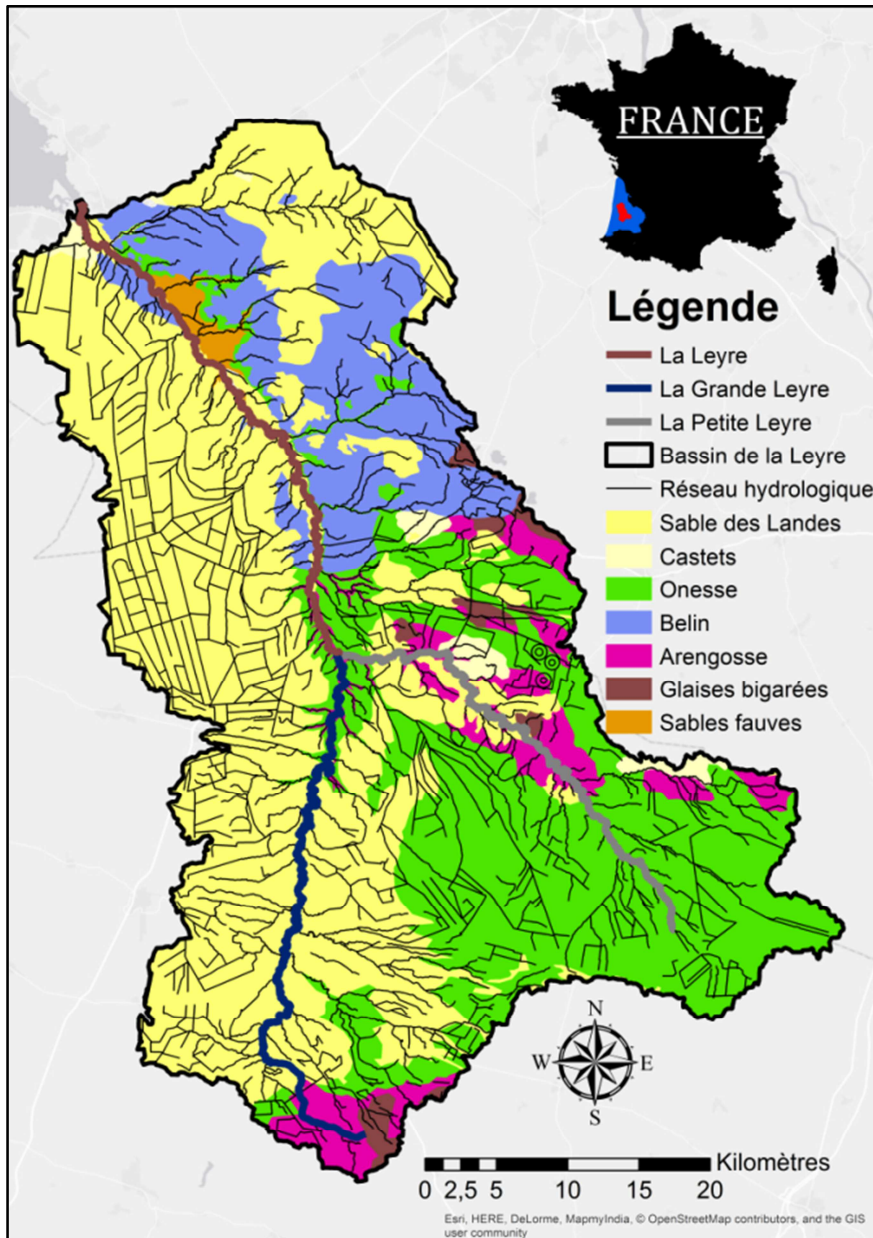 FRANCE
Légende
La Leyre
La Grande Leyre
La Petite Leyre
Bassin de la Leyre
Réseau hydrologique
Sable des Landes
Castets
Onesse
Belin
Arengosse
Glaises bigarées
Sables fauves
N
W E
S
Kilomètres
0 2,5 5 10 15 20
Esri, HERE, DeLorme, MapmyIndia, © OpenStreetMap contributors, and the GIS
user community